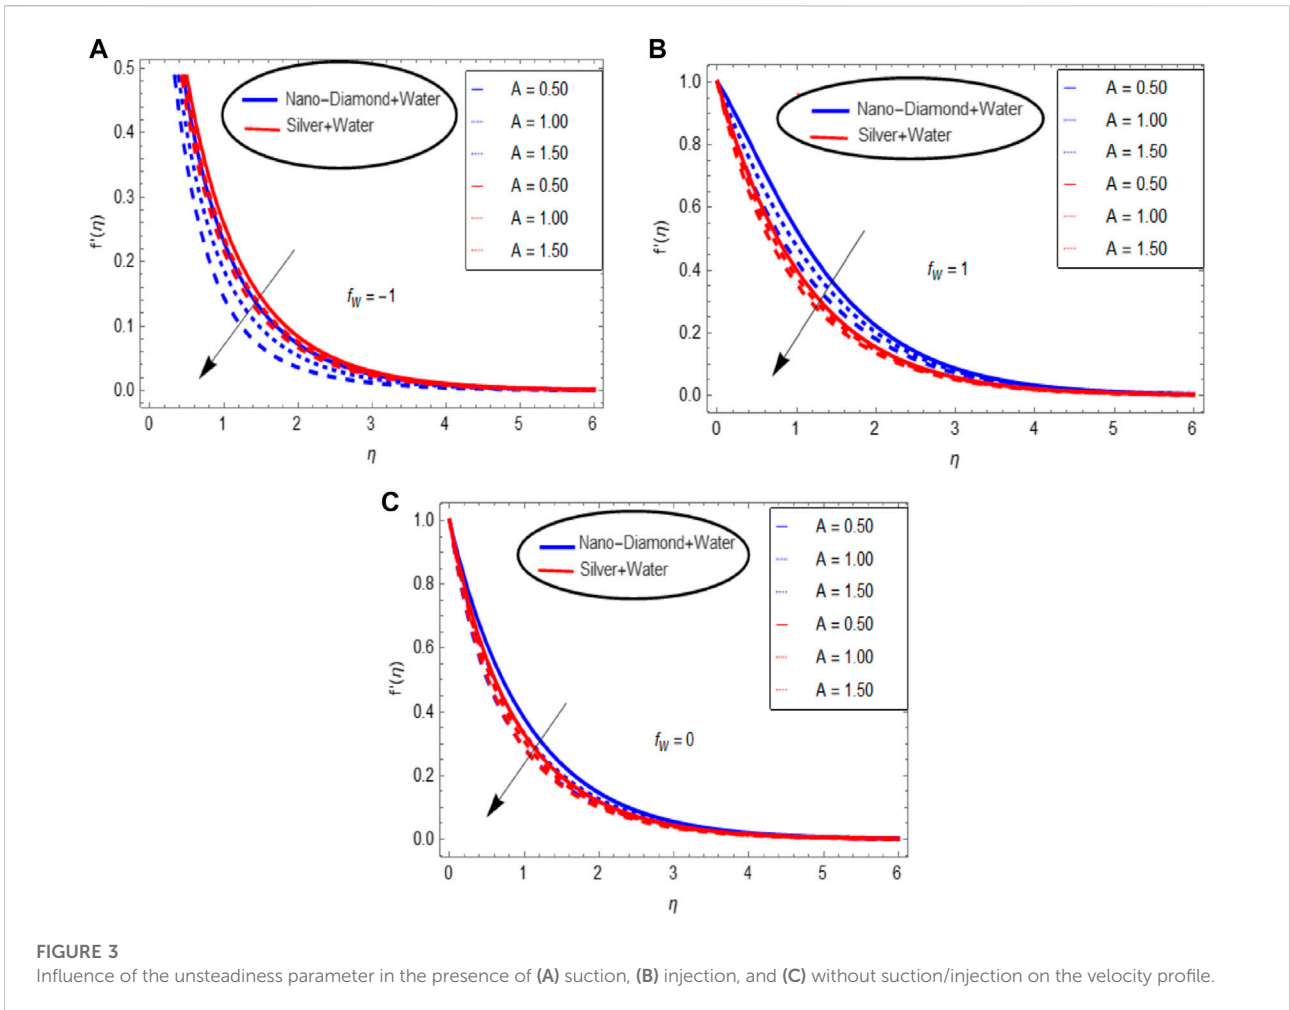 A
0.5
0.4
0.3
0.2
0.1
0.0
f'(η)
Nano–Diamond+Water
Silver+Water
A = 0.50
A = 1.00
A = 1.50
A = 0.50
A = 1.00
A = 1.50
f_W = −1
0 1 2 3 4 5 6
η
B
1.0
0.8
0.6
0.4
0.2
0.0
f'(η)
Nano–Diamond+Water
Silver+Water
A = 0.50
A = 1.00
A = 1.50
A = 0.50
A = 1.00
A = 1.50
f_W = 1
0 1 2 3 4 5 6
η
C
1.0
0.8
0.6
0.4
0.2
0.0
f'(η)
Nano–Diamond+Water
Silver+Water
A = 0.50
A = 1.00
A = 1.50
A = 0.50
A = 1.00
A = 1.50
f_W = 0
0 1 2 3 4 5 6
η
FIGURE 3
Influence of the unsteadiness parameter in the presence of (A) suction, (B) injection, and (C) without suction/injection on the velocity profile.